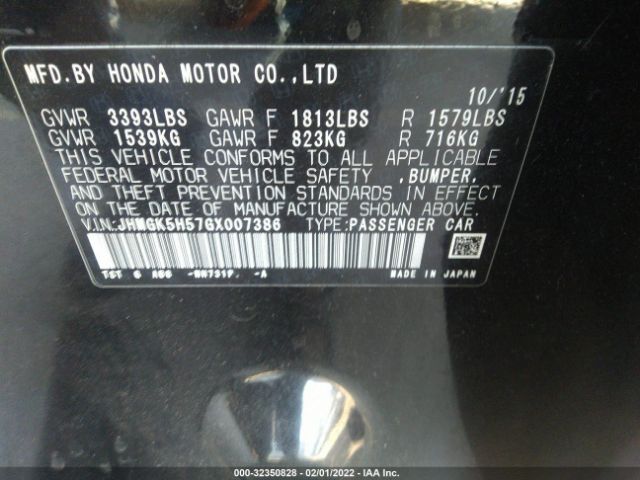 MFD.BY HONDA MOTOR CO.,LTD
10/'15
GVWR 3393LBS GAWR F 1813LBS R 1579LBS
GVWR 1539KG GAWR F 823KG R 716KG
THIS VEHICLE CONFORMS TO ALL APPLICABLE
FEDERAL MOTOR VEHICLE SAFETY ,BUMPER,
AND THEFT PREVENTION STANDARDS IN EFFECT
ON THE DATE OF MANUFACTURE SHOWN ABOVE.
V.I.N:JHMGK5H57GX007386 TYPE:PASSENGER CAR
-A MADE IN JAPAN
000-32350828 - 02/01/2022 - IAA Inc.